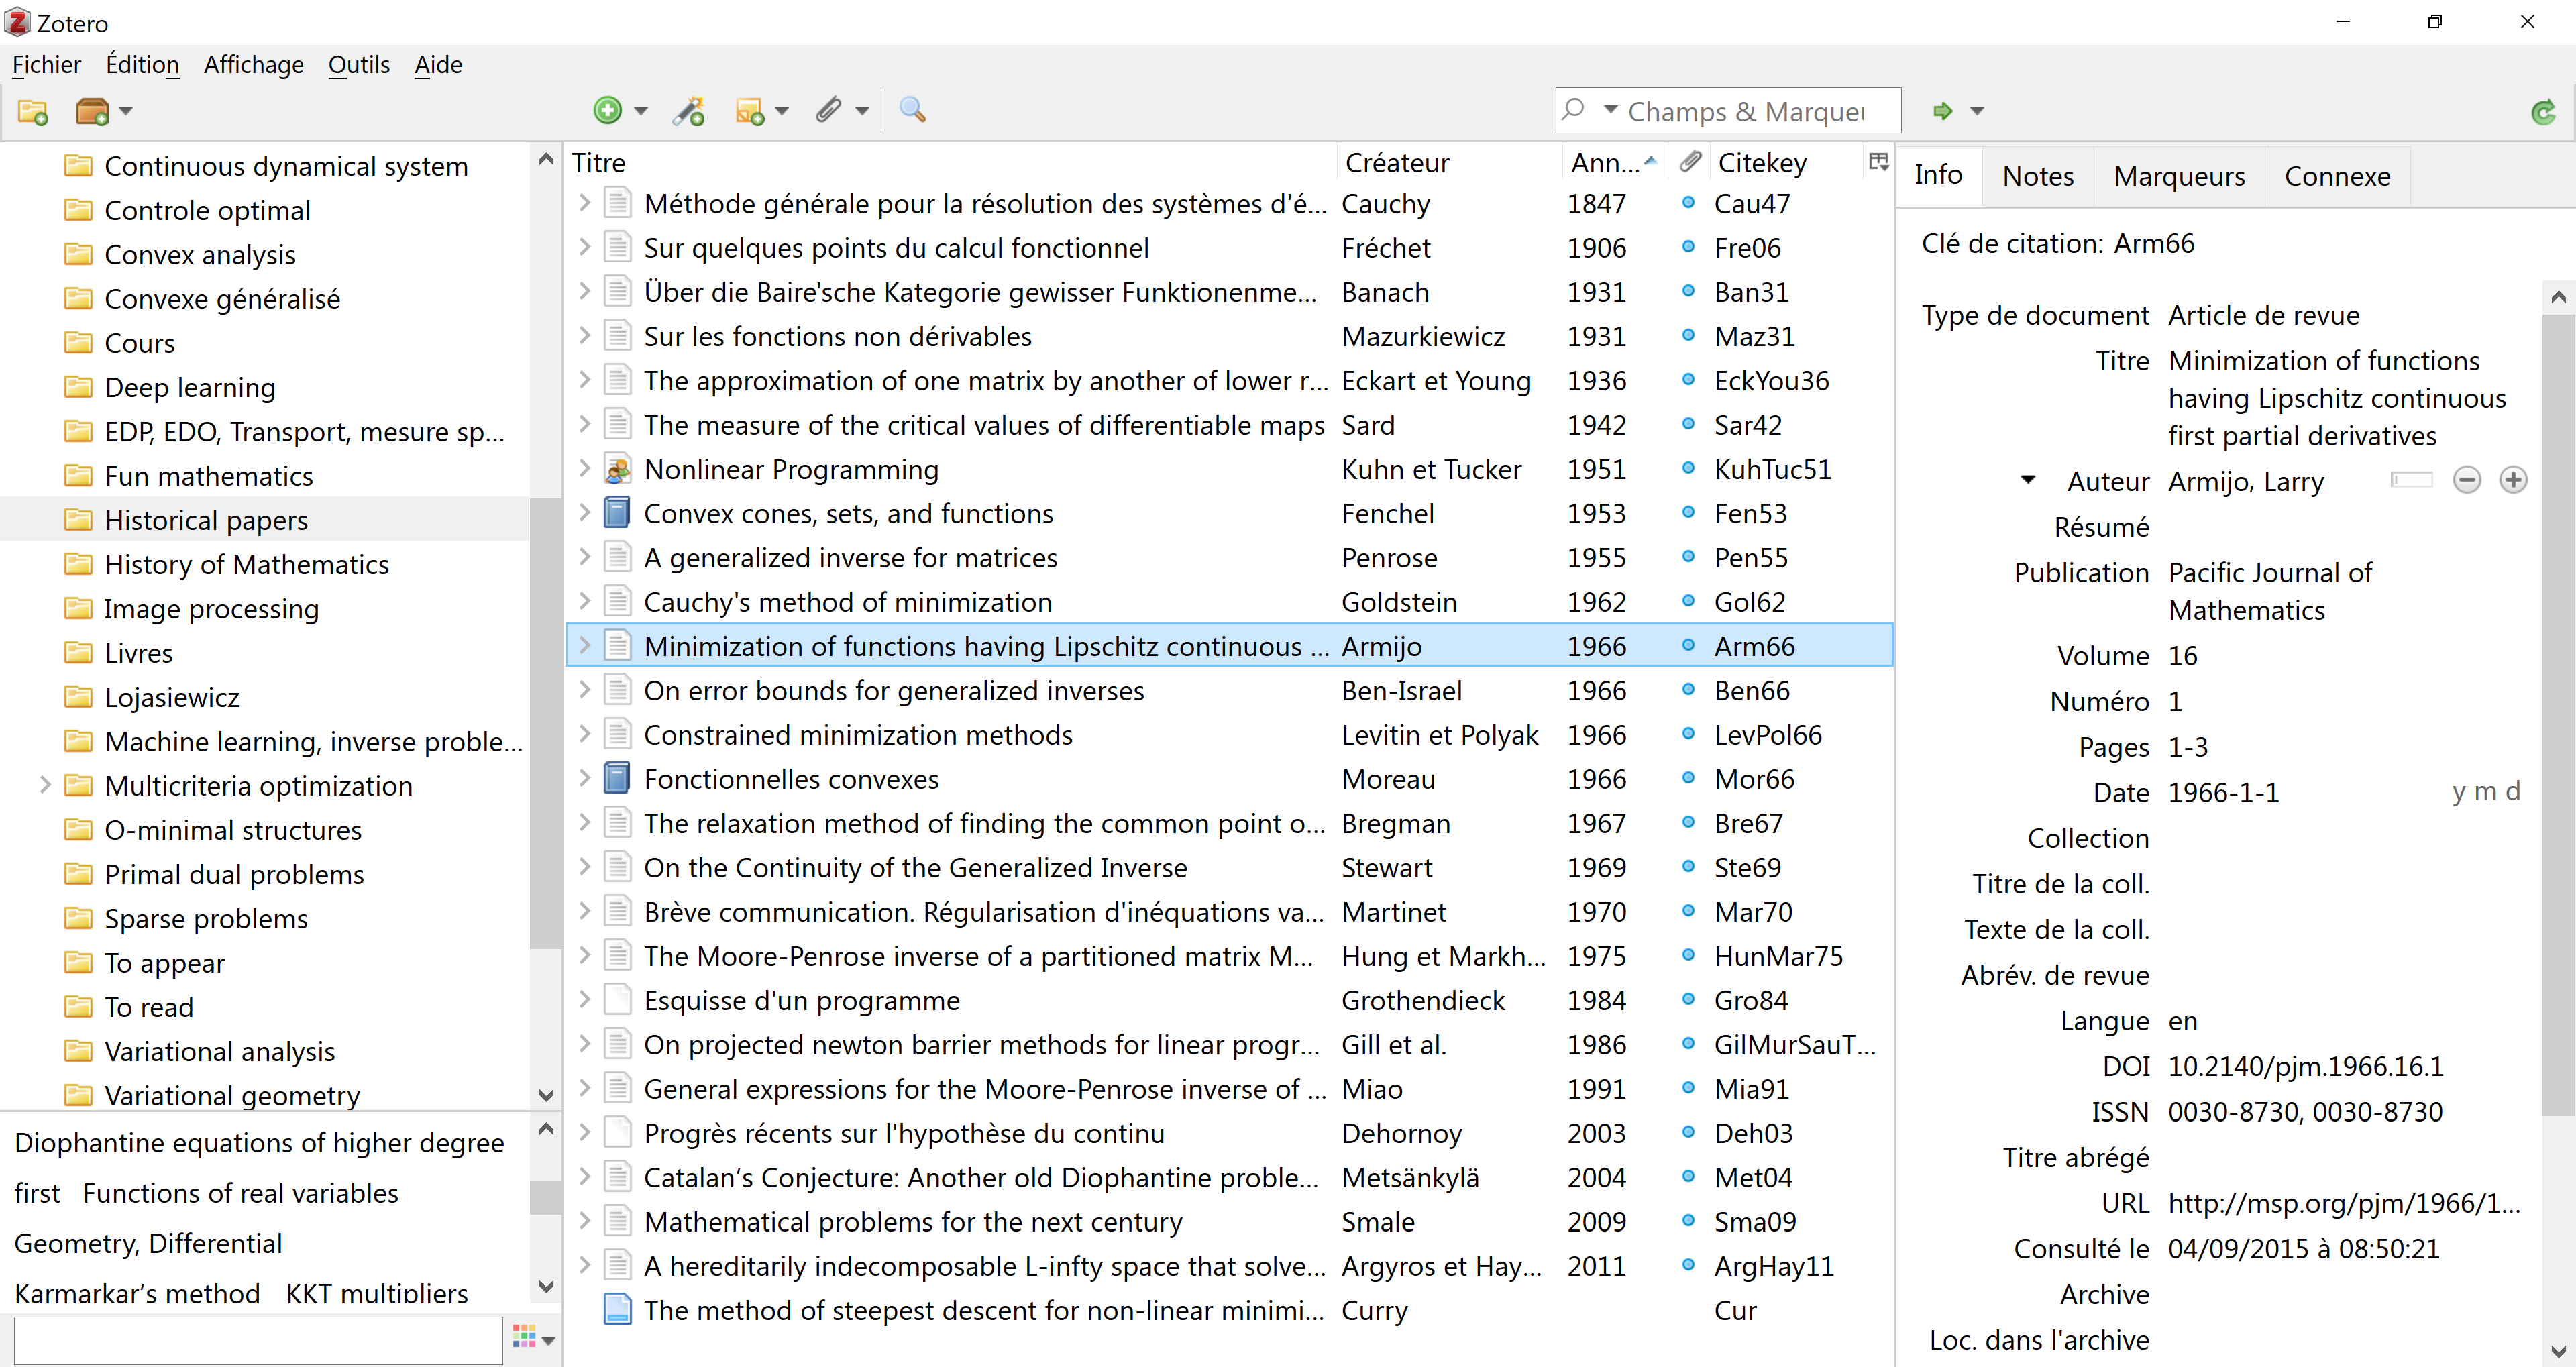 Zotero
Fichier Édition Affichage Outils Aide
Champs & Marque
Continuous dynamical system
Controle optimal
Convex analysis
Convexe généralisé
Cours
Deep learning
EDP, EDO, Transport, mesure sp...
Fun mathematics
Historical papers
History of Mathematics
Image processing
Livres
Lojasiewicz
Machine learning, inverse proble...
Multicriteria optimization
O-minimal structures
Primal dual problems
Sparse problems
To appear
To read
Variational analysis
Variational geometry
Diophantine equations of higher degree
first Functions of real variables
Geometry, Differential
Karmarkar’s method KKT multipliers
Titre Créateur Ann... Citekey
Méthode générale pour la résolution des systèmes d'é... Cauchy 1847 Cau47
Sur quelques points du calcul fonctionnel Fréchet 1906 Fre06
Über die Baire'sche Kategorie gewisser Funktionenme... Banach 1931 Ban31
Sur les fonctions non dérivables Mazurkiewicz 1931 Maz31
The approximation of one matrix by another of lower r... Eckart et Young 1936 EckYou36
The measure of the critical values of differentiable maps Sard 1942 Sar42
Nonlinear Programming Kuhn et Tucker 1951 KuhTuc51
Convex cones, sets, and functions Fenchel 1953 Fen53
A generalized inverse for matrices Penrose 1955 Pen55
Cauchy's method of minimization Goldstein 1962 Gol62
Minimization of functions having Lipschitz continuous ... Armijo 1966 Arm66
On error bounds for generalized inverses Ben-Israel 1966 Ben66
Constrained minimization methods Levitin et Polyak 1966 LevPol66
Fonctionnelles convexes Moreau 1966 Mor66
The relaxation method of finding the common point o... Bregman 1967 Bre67
On the Continuity of the Generalized Inverse Stewart 1969 Ste69
Brève communication. Régularisation d'inéquations va... Martinet 1970 Mar70
The Moore-Penrose inverse of a partitioned matrix M... Hung et Markh... 1975 HunMar75
Esquisse d'un programme Grothendieck 1984 Gro84
On projected newton barrier methods for linear progr... Gill et al. 1986 GilMurSauT...
General expressions for the Moore-Penrose inverse of ... Miao 1991 Mia91
Progrès récents sur l'hypothèse du continu Dehornoy 2003 Deh03
Catalan’s Conjecture: Another old Diophantine proble... Metsänkylä 2004 Met04
Mathematical problems for the next century Smale 2009 Sma09
A hereditarily indecomposable L-infty space that solve... Argyros et Hay... 2011 ArgHay11
The method of steepest descent for non-linear minimi... Curry Cur
Info Notes Marqueurs Connexe
Clé de citation: Arm66
Type de document Article de revue
Titre Minimization of functions
having Lipschitz continuous
first partial derivatives
Auteur Armijo, Larry
Résumé
Publication Pacific Journal of
Mathematics
Volume 16
Numéro 1
Pages 1-3
Date 1966-1-1 y m d
Collection
Titre de la coll.
Texte de la coll.
Abrév. de revue
Langue en
DOI 10.2140/pjm.1966.16.1
ISSN 0030-8730, 0030-8730
Titre abrégé
URL http://msp.org/pjm/1966/1...
Consulté le 04/09/2015 à 08:50:21
Archive
Loc. dans l'archive